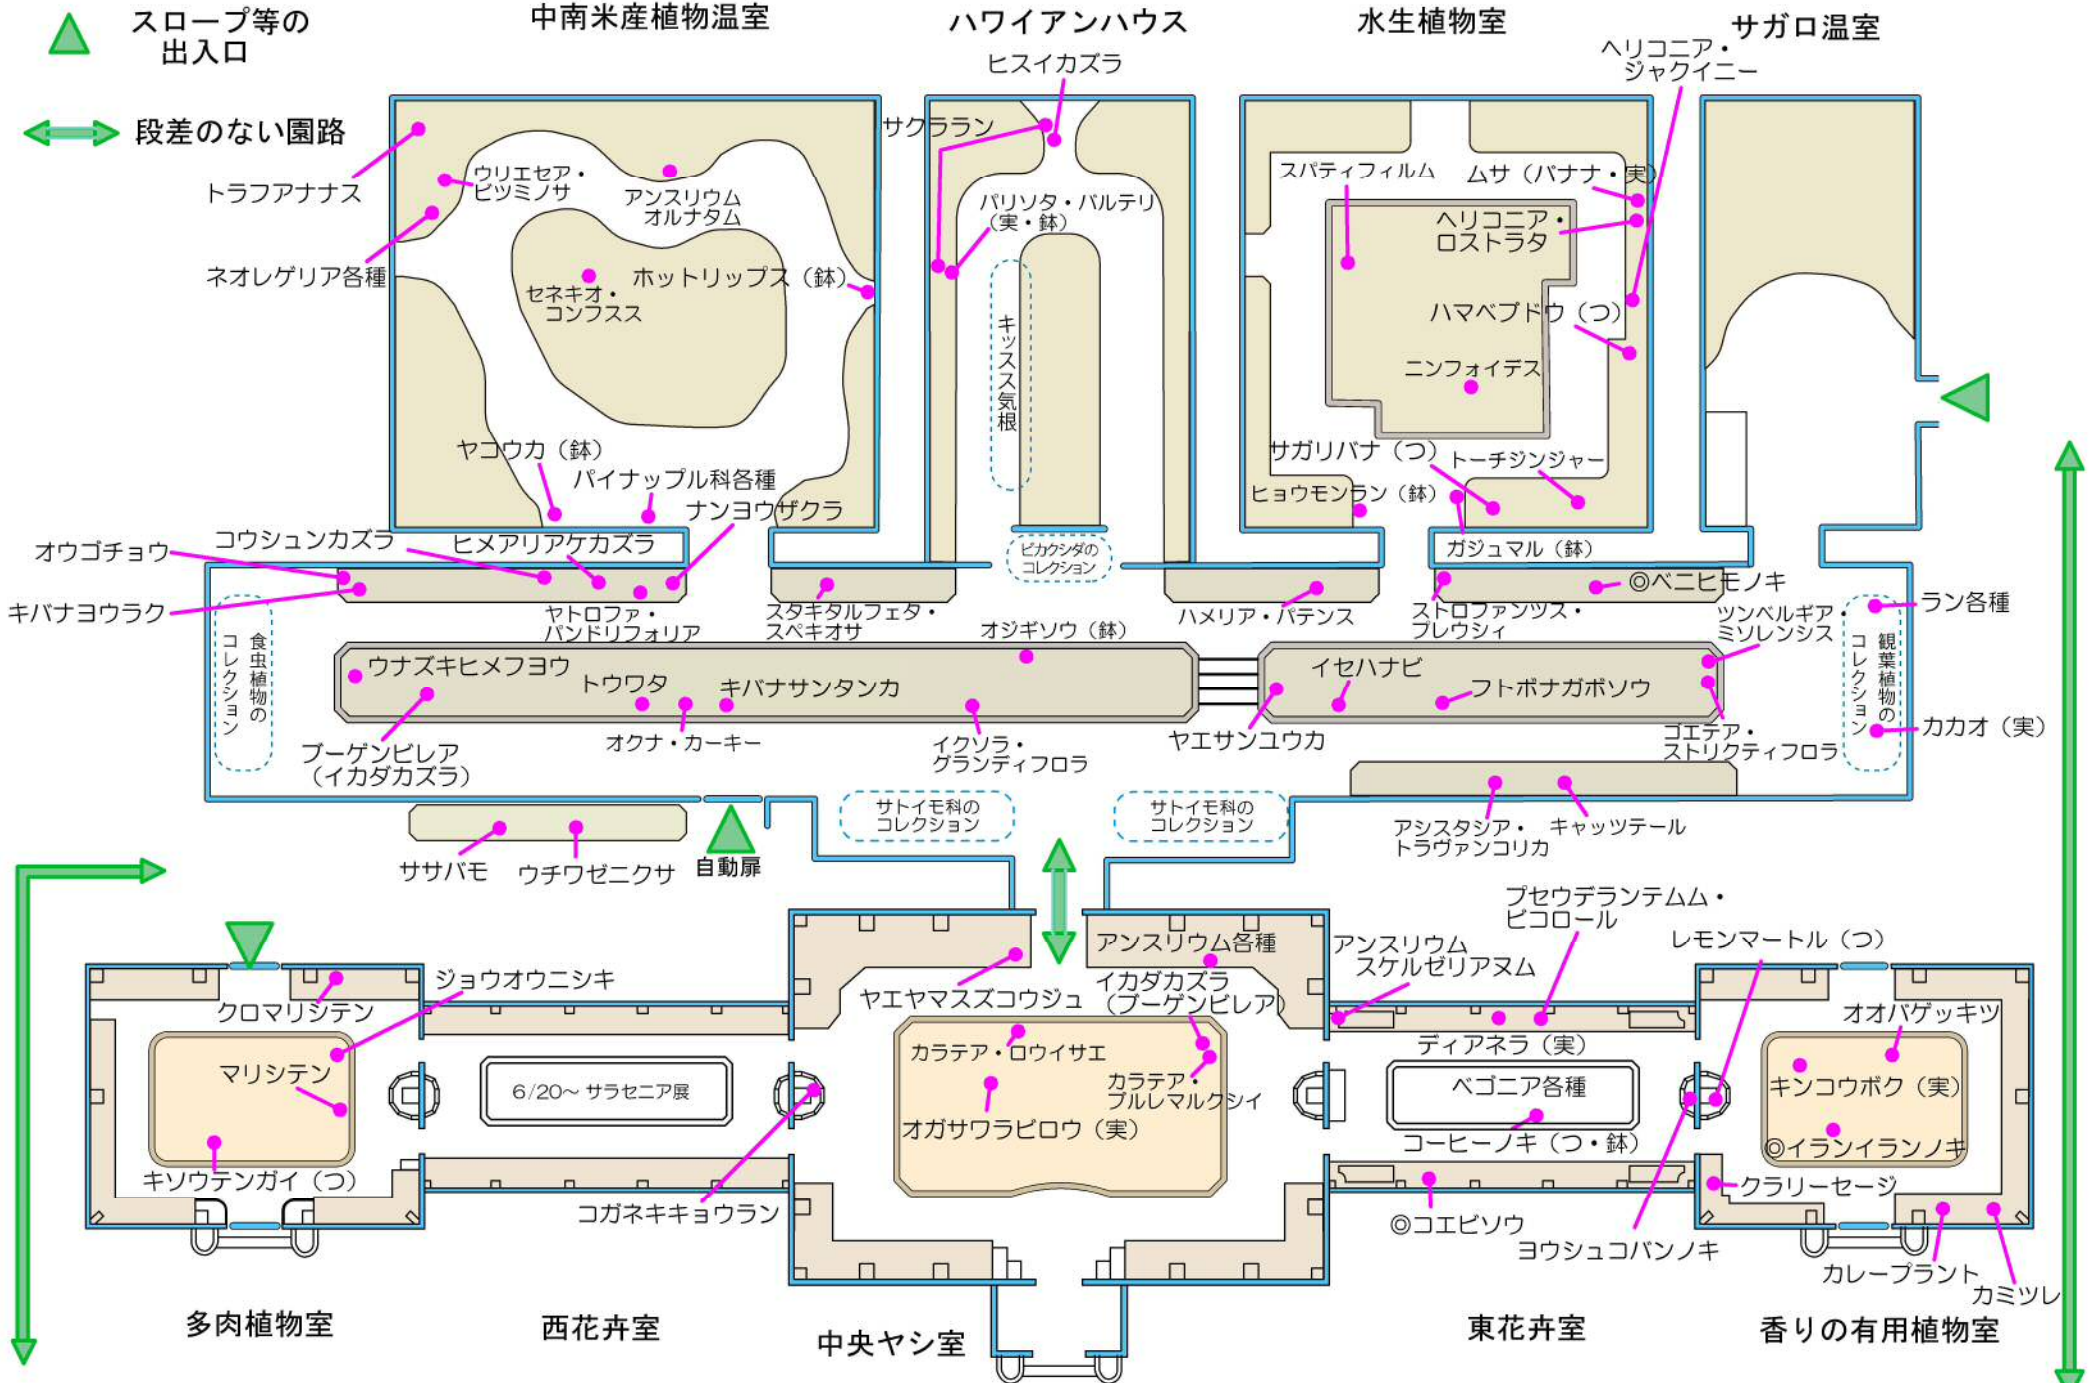 スロープ等の
出入口
段差のない園路
中南米産植物温室
ハワイアンハウス
水生植物室
サガロ温室
ヒスイカズラ
ヘリコニア・
ジャクイニー
サクララン
トラフアナナス
ウリエセア・
ビツミノサ
アンスリウム
オルナタム
ネオレゲリア各種
セネキオ・
コンフスス
ホットリップス（鉢）
パリソタ・バルテリ
（実・鉢）
キッスス気根
スパティフィルム
ムサ（バナナ・実）
ヘリコニア・
ロストラタ
ハマベブドウ（つ）
ニンフォイデス
ヤコウカ（鉢）
パイナップル科各種
ナンヨウザクラ
サガリバナ（つ）
トーチジンジャー
ヒョウモンラン（鉢）
ガジュマル（鉢）
オウゴチョウ
コウシュンカズラ
ヒメアリアケカズラ
ビカクシダの
コレクション
キバナヨウラク
ヤトロファ・
パンドリフォリア
スタキタルフェタ・
スペキオサ
オジギソウ（鉢）
ハメリア・パテンス
ストロファンツス・
プレウシィ
◎ベニヒモノキ
ツンベルギア・
ミソレンシス
ラン各種
食虫植物の
コレクション
観葉植物の
コレクション
カカオ（実）
ウナズキヒメフヨウ
トウワタ
キバナサンタンカ
イセハナビ
フトボナガボソウ
ブーゲンビレア
（イカダカズラ）
オクナ・カーキー
イクソラ・
グランディフロラ
ヤエサンユウカ
ゴエテア・
ストリクティフロラ
サトイモ科の
コレクション
サトイモ科の
コレクション
アシスタシア・
トラヴァンコリカ
キャッツテール
ササバモ
ウチワゼニクサ
自動扉
プセウデランテムム・
ビコロール
アンスリウム各種
アンスリウム
スケルゼリアヌム
レモンマートル（つ）
ジョウオウニシキ
クロマリシテン
ヤエヤマスズコウジュ
イカダカズラ
（ブーゲンビレア）
オオバゲッキツ
カラテア・ロウイサエ
ディアネラ（実）
マリシテン
6/20～ サラセニア展
カラテア・
ブルレマルクシイ
ベゴニア各種
キンコウボク（実）
オガサワラビロウ（実）
コーヒーノキ（つ・鉢）
◎イランイランノキ
キソウテンガイ（つ）
クラリーセージ
コガネキキョウラン
◎コエビソウ
ヨウシュコバンノキ
カレープラント
カミツレ
多肉植物室
西花卉室
中央ヤシ室
東花卉室
香りの有用植物室